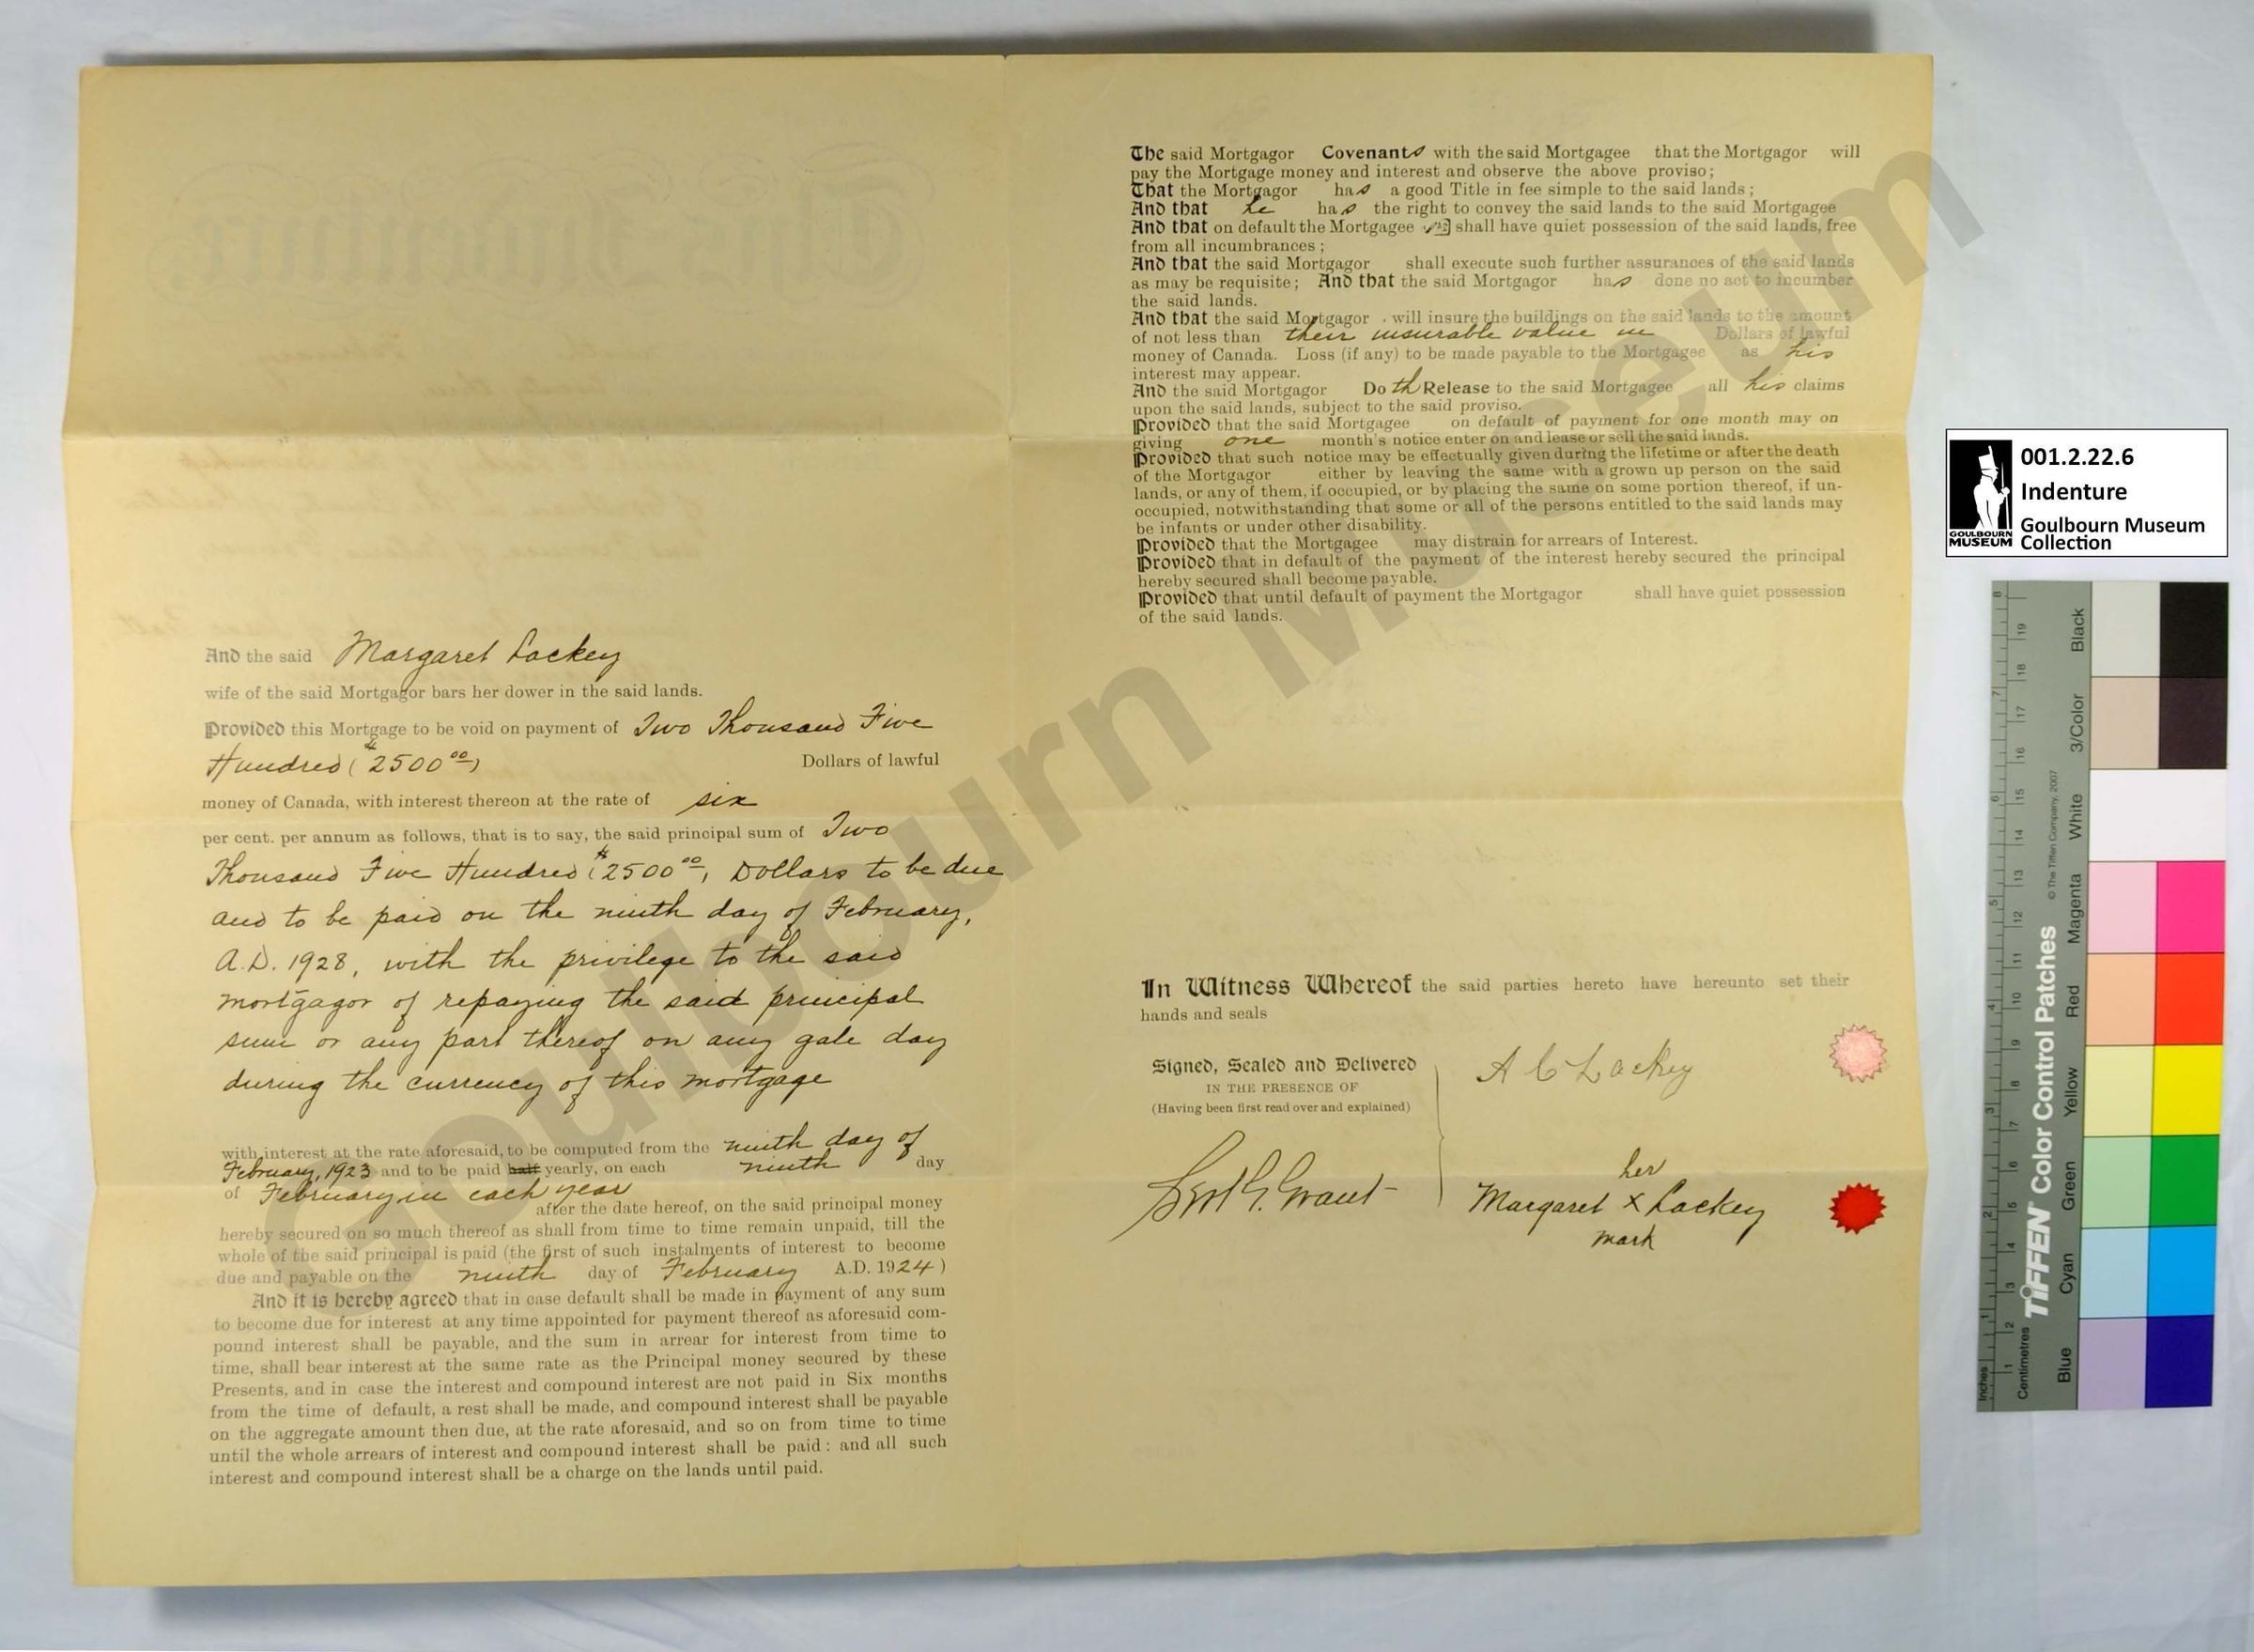 And the said Margaret Lackey
wife of the said Mortgagor bars her dower in the said lands.
Provided this Mortgage to be void on payment of Two Thousand Five
Hundred ($2500.00) Dollars of lawful
money of Canada, with interest thereon at the rate of six
per cent. per annum as follows, that is to say, the said principal sum of Two
Thousand Five Hundred ($2500.00) Dollars to be due
and to be paid on the ninth day of February,
A.D. 1928, with the privilege to the said
mortgagor of repaying the said principal
sum or any part thereof on any gale day
during the currency of this mortgage
with interest at the rate aforesaid, to be computed from the ninth day of
February, 1923 and to be paid half yearly, on each ninth day
of February in each year
after the date hereof, on the said principal money
hereby secured on so much thereof as shall from time to time remain unpaid, till the
whole of the said principal is paid (the first of such instalments of interest to become
due and payable on the ninth day of February A.D. 1924)
And it is hereby agreed that in case default shall be made in payment of any sum
to become due for interest at any time appointed for payment thereof as aforesaid com-
pound interest shall be payable, and the sum in arrear for interest from time to
time, shall bear interest at the same rate as the Principal money secured by these
Presents, and in case the interest and compound interest are not paid in Six months
from the time of default, a rest shall be made, and compound interest shall be payable
on the aggregate amount then due, at the rate aforesaid, and so on from time to time
until the whole arrears of interest and compound interest shall be paid: and all such
interest and compound interest shall be a charge on the lands until paid.
The said Mortgagor Covenants with the said Mortgagee that the Mortgagor will
pay the Mortgage money and interest and observe the above proviso;
That the Mortgagor has a good Title in fee simple to the said lands;
And that he has the right to convey the said lands to the said Mortgagee
And that on default the Mortgagee shall have quiet possession of the said lands, free
from all incumbrances;
And that the said Mortgagor shall execute such further assurances of the said lands
as may be requisite; And that the said Mortgagor has done no act to incumber
the said lands.
And that the said Mortgagor will insure the buildings on the said lands to the amount
of not less than their insurable value in Dollars of lawful
money of Canada. Loss (if any) to be made payable to the Mortgagee as his
interest may appear.
And the said Mortgagor Doth Release to the said Mortgagee all his claims
upon the said lands, subject to the said proviso.
Provided that the said Mortgagee on default of payment for one month may on
giving one month's notice enter on and lease or sell the said lands.
Provided that such notice may be effectually given during the lifetime or after the death
of the Mortgagor either by leaving the same with a grown up person on the said
lands, or any of them, if occupied, or by placing the same on some portion thereof, if un-
occupied, notwithstanding that some or all of the persons entitled to the said lands may
be infants or under other disability.
Provided that the Mortgagee may distrain for arrears of Interest.
Provided that in default of the payment of the interest hereby secured the principal
hereby secured shall become payable.
Provided that until default of payment the Mortgagor shall have quiet possession
of the said lands.
In Witness Whereof the said parties hereto have hereunto set their
hands and seals
Signed, Sealed and Delivered
IN THE PRESENCE OF
(Having been first read over and explained)
A C Lackey
her
Margaret X Lackey
mark
Grant
Goulbourn Museum
001.2.22.6
Indenture
Goulbourn Museum
Collection
GOULBOURN
MUSEUM
Inches
Centimetres
TIFFEN Color Control Patches
© The Tiffen Company, 2007
Blue Cyan Green Yellow Red Magenta White 3/Color Black